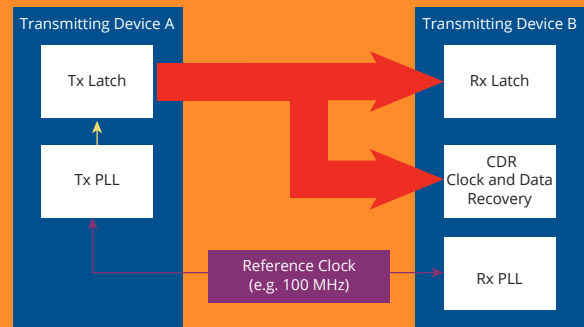 Transmitting Device A
Tx Latch
Tx PLL
Reference Clock
(e.g. 100 MHz)
Transmitting Device B
Rx Latch
CDR
Clock and Data
Recovery
Rx PLL